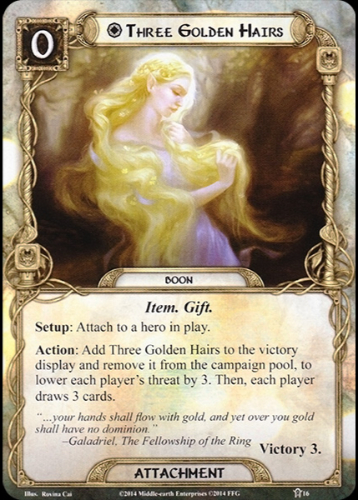 0
Three Golden Hairs
BOON
Item. Gift.
Setup: Attach to a hero in play.
Action: Add Three Golden Hairs to the victory
display and remove it from the campaign pool, to
lower each player's threat by 3. Then, each player
draws 3 cards.
"…your hands shall flow with gold, and yet over you gold
shall have no dominion."
–Galadriel, The Fellowship of the Ring
Victory 3.
Illus. Rovina Cai
ATTACHMENT
©2014 Middle-earth Enterprises ©2014 FFG
16